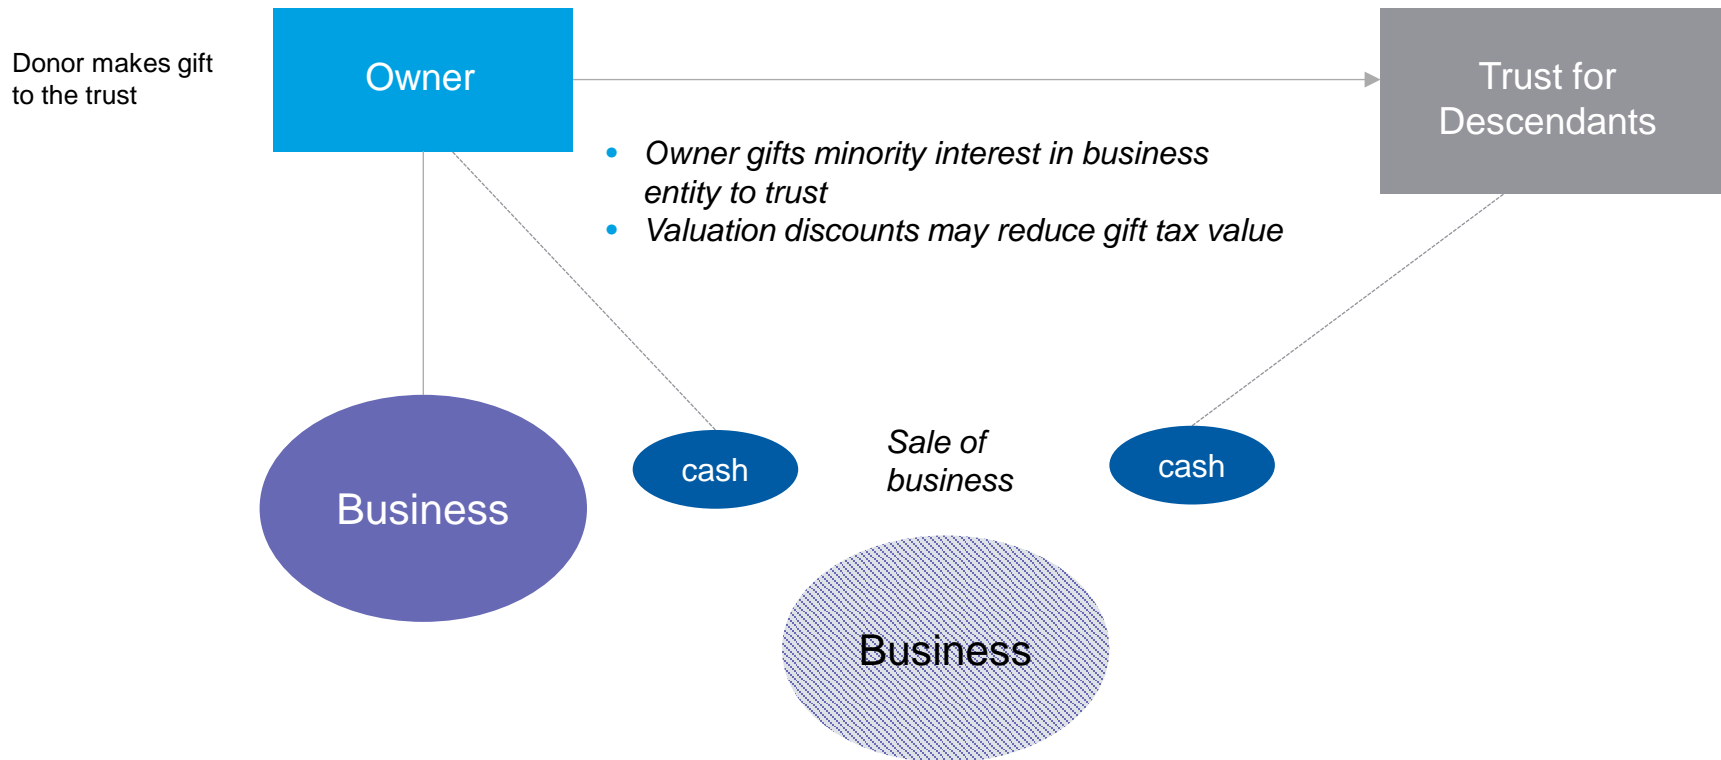 Donor makes gift
to the trust
Owner
Trust for
Descendants
• Owner gifts minority interest in business
entity to trust
• Valuation discounts may reduce gift tax value
Business
cash
Sale of
business
cash
Business